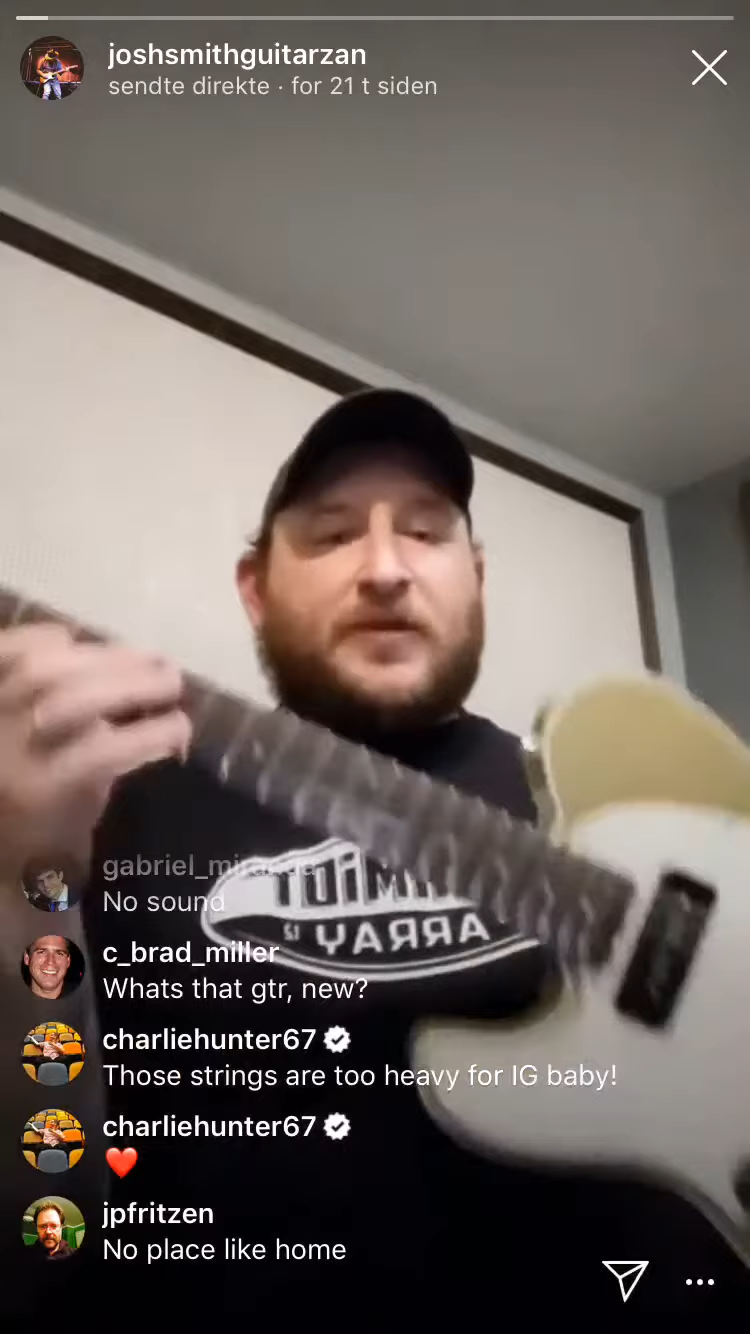 joshsmithguitarzan
sendte direkte · for 21 t siden
gabriel_miranda
No sound
c_brad_miller
Whats that gtr, new?
charliehunter67
Those strings are too heavy for IG baby!
charliehunter67
❤️
jpfritzen
No place like home
ARRAY